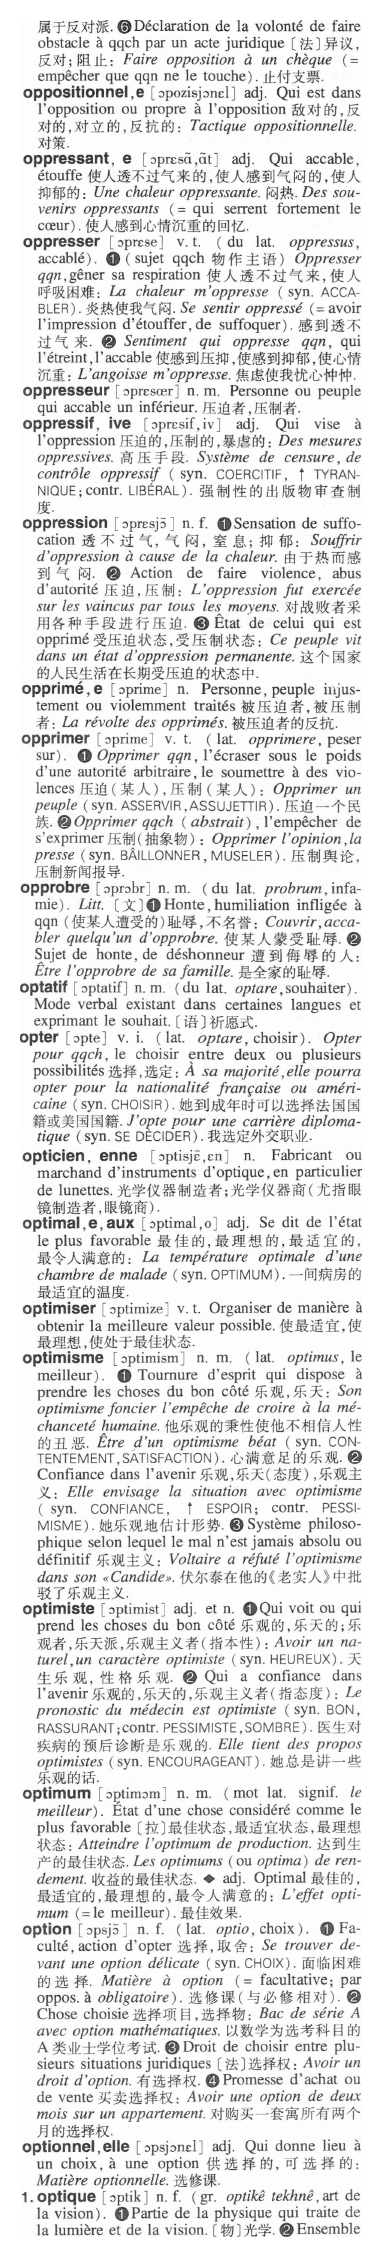 属于反对派. ❻ Déclaration de la volonté de faire
obstacle à qqch par un acte juridique [法]异议,
反对; 阻止: Faire opposition à un chèque (=
empêcher que qqn ne le touche). 止付支票.
oppositionnel,e [ɔpozisjɔnɛl] adj. Qui est dans
l'opposition ou propre à l'opposition 敌对的,反
对的,对立的,反抗的: Tactique oppositionnelle.
对策.
oppressant, e [ɔprɛsɑ̃,ɑ̃t] adj. Qui accable,
étouffe 使人透不过气来的,使人感到气闷的,使人
抑郁的: Une chaleur oppressante. 闷热. Des sou-
venirs oppressants (= qui serrent fortement le
cœur). 使人感到心情沉重的回忆.
oppresser [ɔprɛse] v. t. ( du lat. oppressus,
accablé). ❶ ( sujet qqch 物作主语) Oppresser
qqn,gêner sa respiration 使人透不过气来,使人
呼吸困难: La chaleur m'oppresse ( syn. ACCA-
BLER). 炎热使我气闷. Se sentir oppressé (= avoir
l'impression d'étouffer, de suffoquer). 感到透不
过气来. ❷ Sentiment qui oppresse qqn, qui
l'étreint,l'accable 使感到压抑,使感到抑郁,使心情
沉重: L'angoisse m'oppresse. 焦虑使我忧心忡忡.
oppresseur [ɔprɛsœr] n. m. Personne ou peuple
qui accable un inférieur. 压迫者,压制者.
oppressif, ive [ɔprɛsif,iv] adj. Qui vise à
l'oppression 压迫的,压制的,暴虐的: Des mesures
oppressives. 高压手段. Système de censure, de
contrôle oppressif ( syn. COERCITIF, ↑ TYRAN-
NIQUE; contr. LIBÉRAL). 强制性的出版物审查制
度.
oppression [ɔprɛsjɔ̃] n. f. ❶ Sensation de suffo-
cation 透不过气, 气闷, 窒息; 抑郁: Souffrir
d'oppression à cause de la chaleur. 由于热而感
到气闷. ❷ Action de faire violence, abus
d'autorité 压迫,压制: L'oppression fut exercée
sur les vaincus par tous les moyens. 对战败者采
用各种手段进行压迫. ❸ État de celui qui est
opprimé 受压迫状态,受压制状态: Ce peuple vit
dans un état d'oppression permanente. 这个国家
的人民生活在长期受压迫的状态中.
opprimé,e [ɔprime] n. Personne, peuple injus-
tement ou violemment traités 被压迫者,被压制
者: La révolte des opprimés. 被压迫者的反抗.
opprimer [ɔprime] v. t. ( lat. opprimere, peser
sur). ❶ Opprimer qqn, l'écraser sous le poids
d'une autorité arbitraire, le soumettre à des vio-
lences 压迫(某人),压制(某人): Opprimer un
peuple (syn. ASSERVIR,ASSUJETTIR). 压迫一个民
族. ❷ Opprimer qqch ( abstrait), l'empêcher de
s'exprimer 压制(抽象物): Opprimer l'opinion,la
presse (syn. BÂILLONNER, MUSELER). 压制舆论,
压制新闻报导.
opprobre [ɔprɔbr] n. m. ( du lat. probrum,infa-
mie). Litt. [文]❶ Honte, humiliation infligée à
qqn (使某人遭受的)耻辱,不名誉: Couvrir,acca-
bler quelqu'un d'opprobre. 使某人蒙受耻辱. ❷
Sujet de honte, de déshonneur 遭到侮辱的人:
Être l'opprobre de sa famille. 是全家的耻辱.
optatif [ɔptatif] n. m. (du lat. optare,souhaiter).
Mode verbal existant dans certaines langues et
exprimant le souhait. [语]祈愿式.
opter [ɔpte] v. i. ( lat. optare, choisir). Opter
pour qqch, le choisir entre deux ou plusieurs
possibilités 选择,选定: À sa majorité,elle pourra
opter pour la nationalité française ou améri-
caine (syn. CHOISIR). 她到成年时可以选择法国国
籍或美国国籍. J'opte pour une carrière diploma-
tique (syn. SE DÉCIDER). 我选定外交职业.
opticien, enne [ɔptisjɛ̃,ɛn] n. Fabricant ou
marchand d'instruments d'optique, en particulier
de lunettes. 光学仪器制造者; 光学仪器商(尤指眼
镜制造者,眼镜商).
optimal,e,aux [ɔptimal,o] adj. Se dit de l'état
le plus favorable 最佳的,最理想的,最适宜的,
最令人满意的: La température optimale d'une
chambre de malade ( syn. OPTIMUM). 一间病房的
最适宜的温度.
optimiser [ɔptimize] v. t. Organiser de manière à
obtenir la meilleure valeur possible. 使最适宜,使
最理想,使处于最佳状态.
optimisme [ɔptimism] n. m. ( lat. optimus, le
meilleur). ❶ Tournure d'esprit qui dispose à
prendre les choses du bon côté 乐观,乐天: Son
optimisme foncier l'empêche de croire à la mé-
chanceté humaine. 他乐观的秉性使他不相信人性
的丑恶. Être d'un optimisme béat ( syn. CON-
TENTEMENT,SATISFACTION). 心满意足的乐观. ❷
Confiance dans l'avenir 乐观,乐天(态度),乐观主
义: Elle envisage la situation avec optimisme
( syn. CONFIANCE, ↑ ESPOIR; contr. PESSI-
MISME). 她乐观地估计形势. ❸ Système philoso-
phique selon lequel le mal n'est jamais absolu ou
définitif 乐观主义: Voltaire a réfuté l'optimisme
dans son «Candide». 伏尔泰在他的《老实人》中批
驳了乐观主义.
optimiste [ɔptimist] adj. et n. ❶ Qui voit ou qui
prend les choses du bon côté 乐观的,乐天的; 乐
观者,乐天派,乐观主义者(指本性): Avoir un na-
turel,un caractère optimiste (syn. HEUREUX). 天
生乐观, 性格乐观. ❷ Qui a confiance dans
l'avenir 乐观的,乐天的,乐观主义者(指态度): Le
pronostic du médecin est optimiste ( syn. BON,
RASSURANT;contr. PESSIMISTE,SOMBRE). 医生对
疾病的预后诊断是乐观的. Elle tient des propos
optimistes (syn. ENCOURAGEANT). 她总是讲一些
乐观的话.
optimum [ɔptimɔm] n. m. ( mot lat. signif. le
meilleur). État d'une chose considéré comme le
plus favorable [拉]最佳状态,最适宜状态,最理想
状态: Atteindre l'optimum de production. 达到生
产的最佳状态. Les optimums ( ou optima) de ren-
dement. 收益的最佳状态. ◆ adj. Optimal 最佳的,
最适宜的,最理想的,最令人满意的: L'effet opti-
mum (= le meilleur). 最佳效果.
option [ɔpsjɔ̃] n. f. ( lat. optio, choix). ❶ Fa-
culté,action d'opter 选择,取舍: Se trouver de-
vant une option délicate (syn. CHOIX). 面临困难
的选择. Matière à option (= facultative; par
oppos. à obligatoire). 选修课(与必修相对). ❷
Chose choisie 选择项目,选择物: Bac de série A
avec option mathématiques. 以数学为选考科目的
A类业士学位考试. ❸ Droit de choisir entre plu-
sieurs situations juridiques [法]选择权: Avoir un
droit d'option. 有选择权. ❹ Promesse d'achat ou
de vente 买卖选择权: Avoir une option de deux
mois sur un appartement. 对购买一套寓所有两个
月的选择权.
optionnel,elle [ɔpsjɔnɛl] adj. Qui donne lieu à
un choix, à une option 供选择的, 可选择的:
Matière optionnelle. 选修课.
1. optique [ɔptik] n. f. ( gr. optikê tekhnê,art de
la vision). ❶ Partie de la physique qui traite de
la lumière et de la vision. [物]光学. ❷ Ensemble